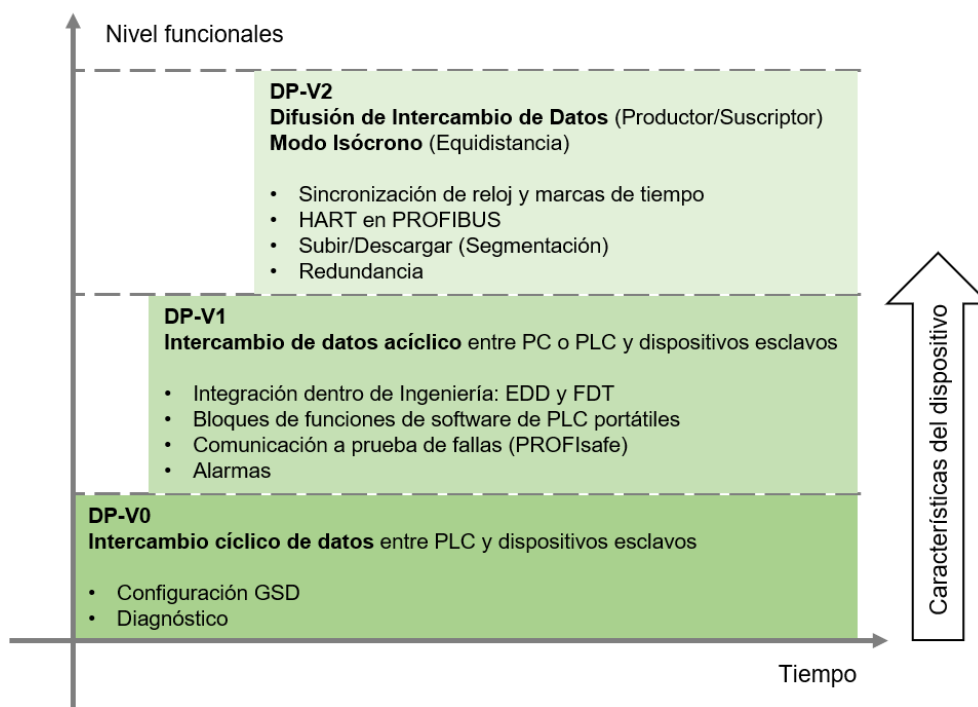 Nivel funcionales
DP-V2
Difusión de Intercambio de Datos (Productor/Suscriptor)
Modo Isócrono (Equidistancia)
• Sincronización de reloj y marcas de tiempo
• HART en PROFIBUS
• Subir/Descargar (Segmentación)
• Redundancia
DP-V1
Intercambio de datos acíclico entre PC o PLC y dispositivos esclavos
• Integración dentro de Ingeniería: EDD y FDT
• Bloques de funciones de software de PLC portátiles
• Comunicación a prueba de fallas (PROFIsafe)
• Alarmas
DP-V0
Intercambio cíclico de datos entre PLC y dispositivos esclavos
• Configuración GSD
• Diagnóstico
Características del dispositivo
Tiempo